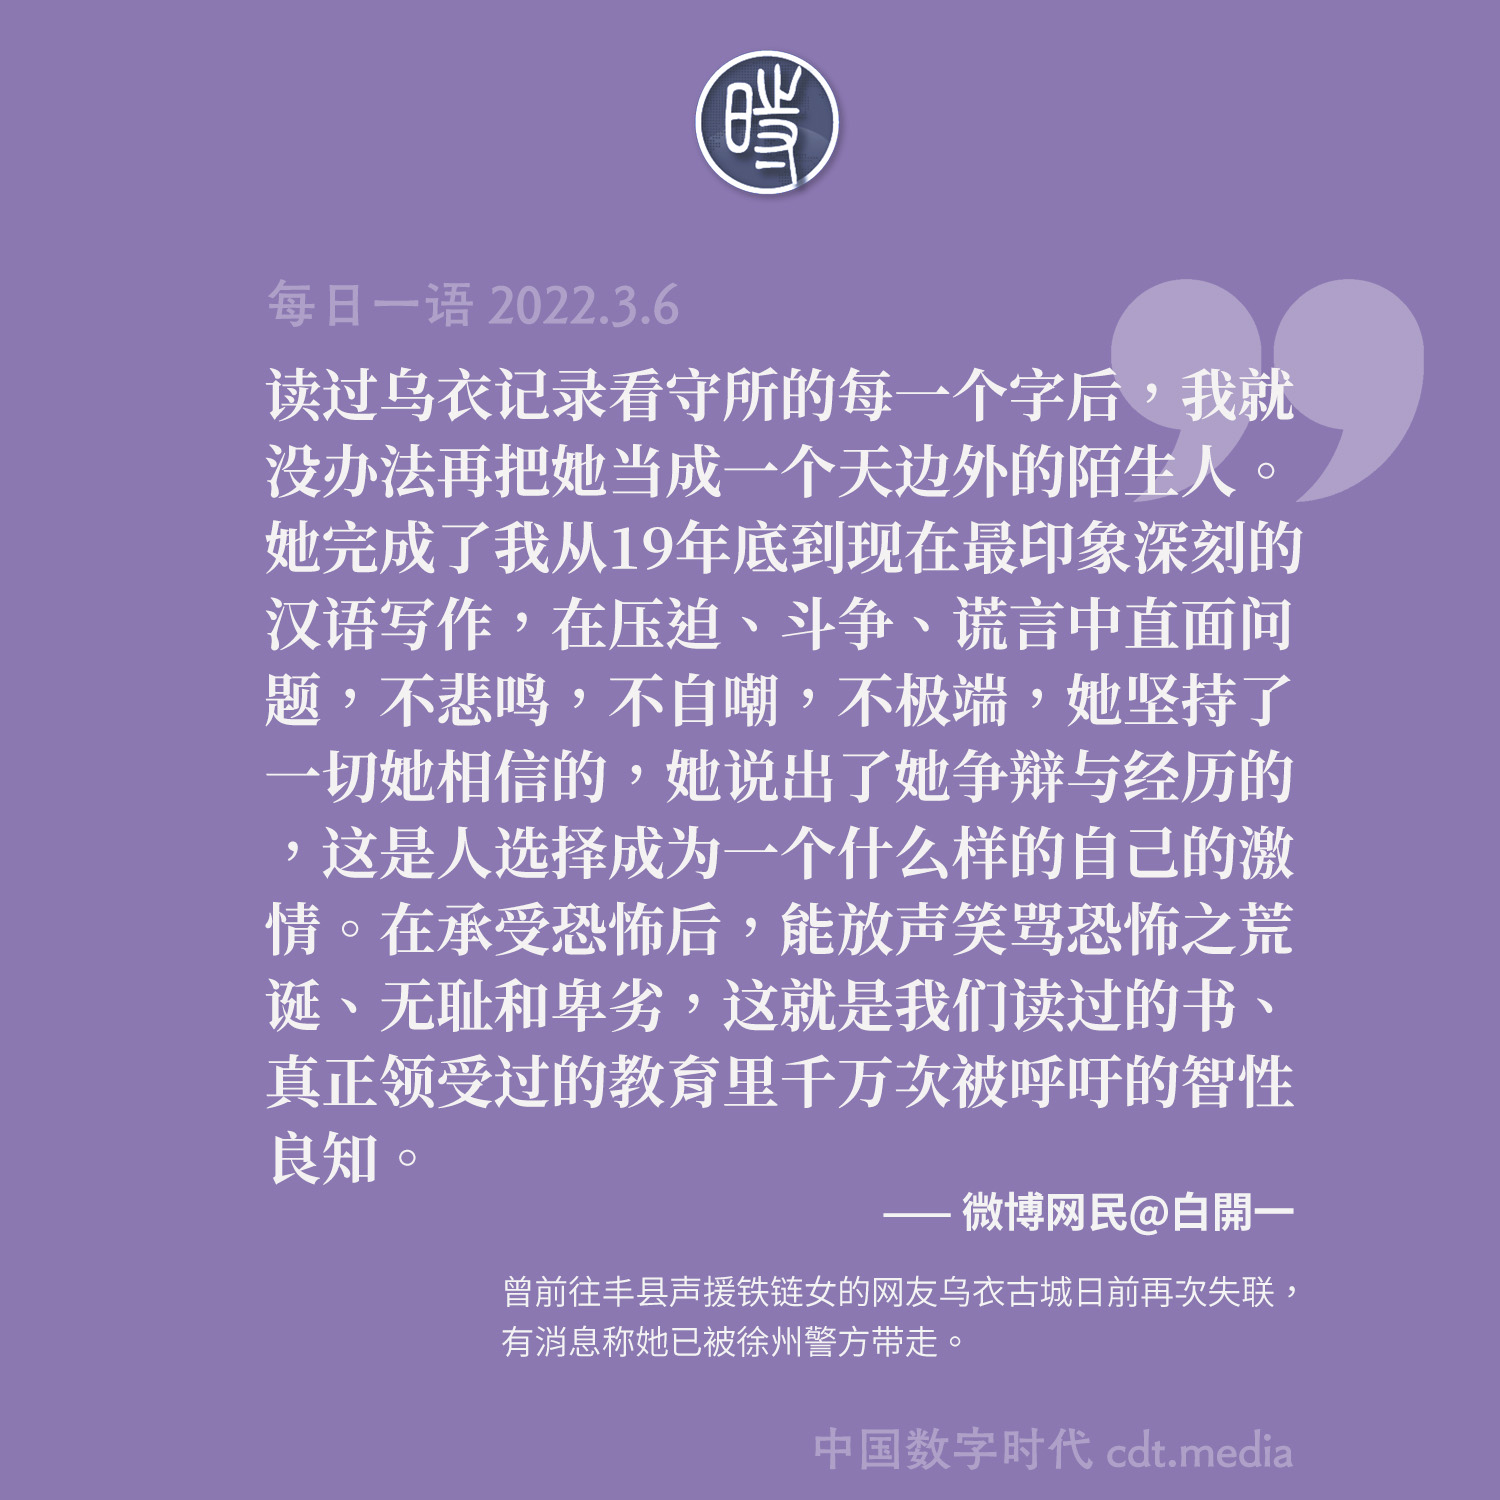 時
每日一语 2022.3.6
读过乌衣记录看守所的每一个字后，我就
没办法再把她当成一个天边外的陌生人。
她完成了我从19年底到现在最印象深刻的
汉语写作，在压迫、斗争、谎言中直面问
题，不悲鸣，不自嘲，不极端，她坚持了
一切她相信的，她说出了她争辩与经历的
，这是人选择成为一个什么样的自己的激
情。在承受恐怖后，能放声笑骂恐怖之荒
诞、无耻和卑劣，这就是我们读过的书、
真正领受过的教育里千万次被呼吁的智性
良知。
—— 微博网民@白開一
曾前往丰县声援铁链女的网友乌衣古城日前再次失联，
有消息称她已被徐州警方带走。
中国数字时代 cdt.media